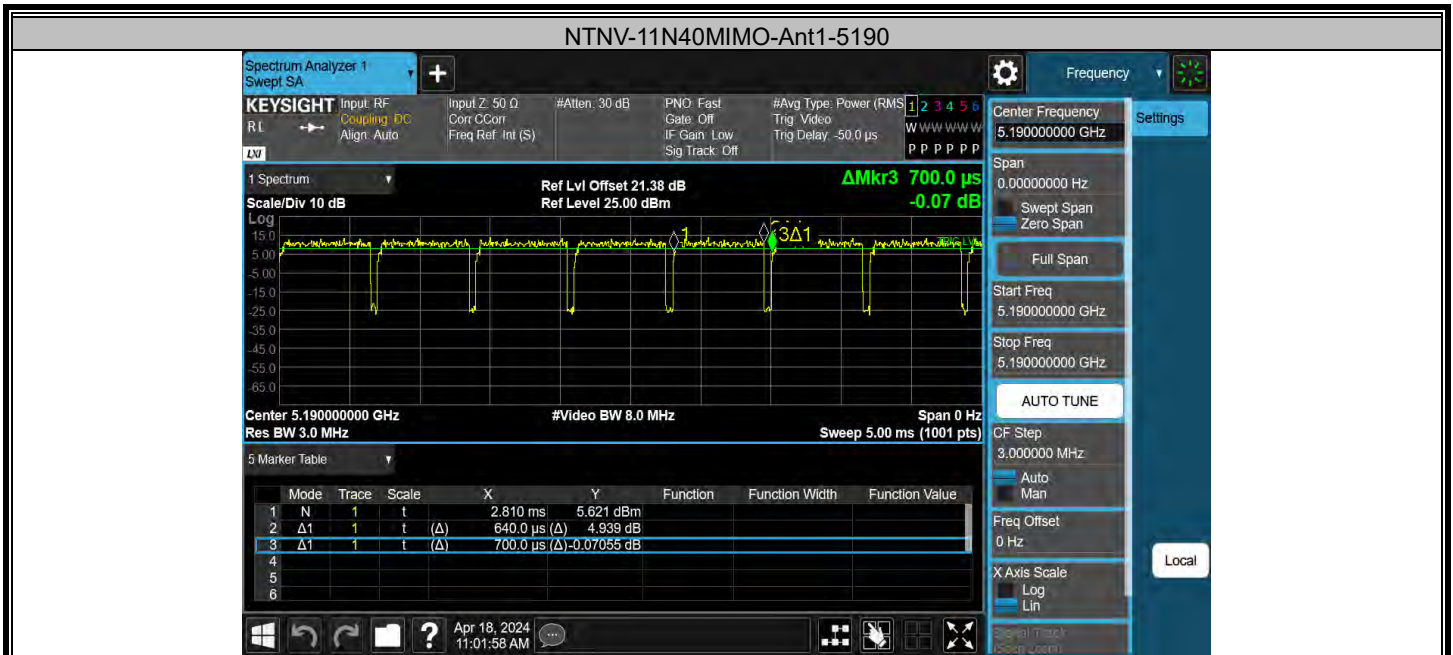 NTNV-11N40MIMO-Ant1-5190
Spectrum Analyzer 1
Swept SA
Frequency
KEYSIGHT
RL
LXI
Input: RF
Coupling: DC
Align: Auto
Input Z: 50 Ω
Corr CCorr
Freq Ref: Int (S)
#Atten: 30 dB
PNO: Fast
Gate: Off
IF Gain: Low
Sig Track: Off
#Avg Type: Power (RMS
Trig: Video
Trig Delay: -50.0 µs
1 2 3 4 5 6
W W W W W W
P P P P P P
1 Spectrum
Scale/Div 10 dB
Ref Lvl Offset 21.38 dB
Ref Level 25.00 dBm
ΔMkr3 700.0 µs
-0.07 dB
Log
15.0
5.00
-5.00
-15.0
-25.0
-35.0
-45.0
-55.0
-65.0
1
3Δ1
Center 5.190000000 GHz
Res BW 3.0 MHz
#Video BW 8.0 MHz
Span 0 Hz
Sweep 5.00 ms (1001 pts)
5 Marker Table
Mode Trace Scale X Y Function Function Width Function Value
1 N 1 t 2.810 ms 5.621 dBm
2 Δ1 1 t (Δ) 640.0 µs (Δ) 4.939 dB
3 Δ1 1 t (Δ) 700.0 µs (Δ) -0.07055 dB
4
5
6
Apr 18, 2024
11:01:58 AM
Center Frequency
5.190000000 GHz
Settings
Span
0.00000000 Hz
Swept Span
Zero Span
Full Span
Start Freq
5.190000000 GHz
Stop Freq
5.190000000 GHz
AUTO TUNE
CF Step
3.000000 MHz
Auto
Man
Freq Offset
0 Hz
X Axis Scale
Log
Lin
Local